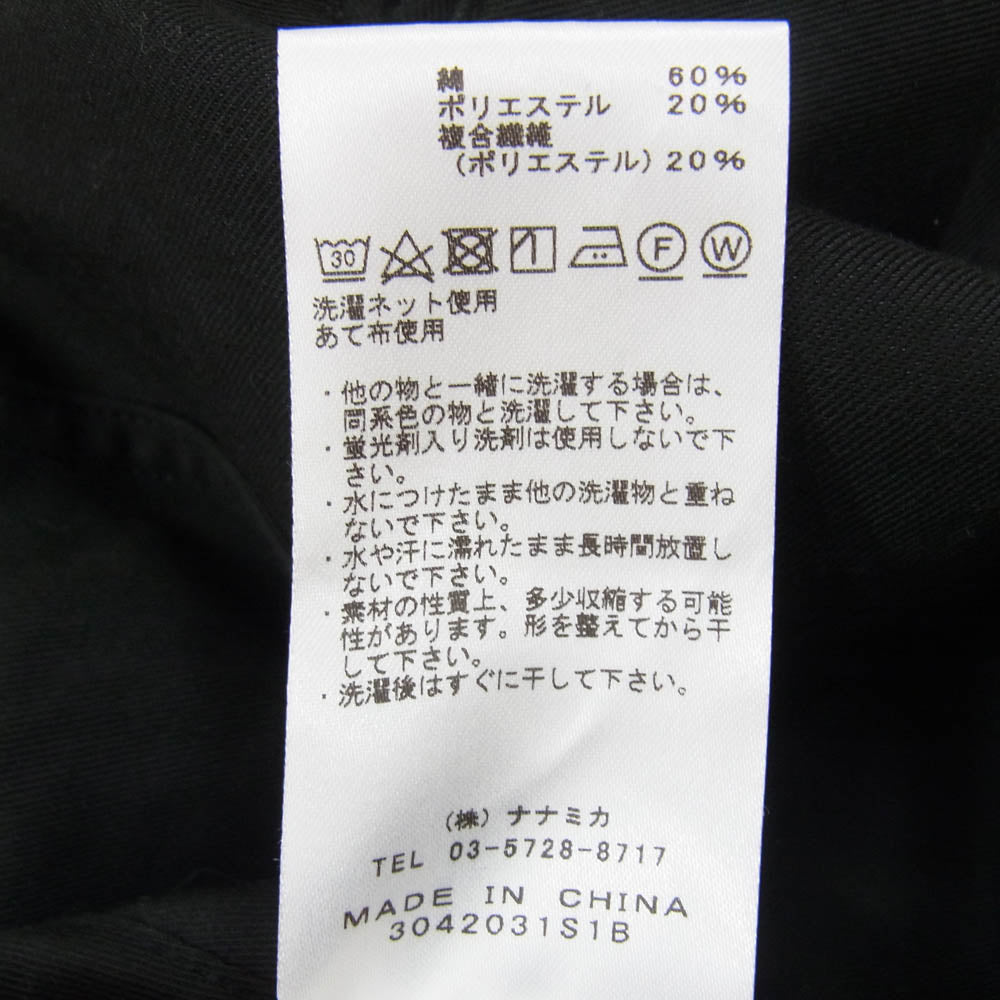 綿 60%
ポリエステル 20%
複合繊維
(ポリエステル) 20%
30 F W
洗濯ネット使用
あて布使用
・他の物と一緒に洗濯する場合は、
同系色の物と洗濯して下さい。
・蛍光剤入り洗剤は使用しないで下
さい。
・水につけたまま他の洗濯物と重ね
ないで下さい。
・水や汗に濡れたまま長時間放置し
ないで下さい。
・素材の性質上、多少収縮する可能
性があります。形を整えてから干
して下さい。
・洗濯後はすぐに干して下さい。
(株) ナナミカ
TEL 03-5728-8717
MADE IN CHINA
3042031S1B